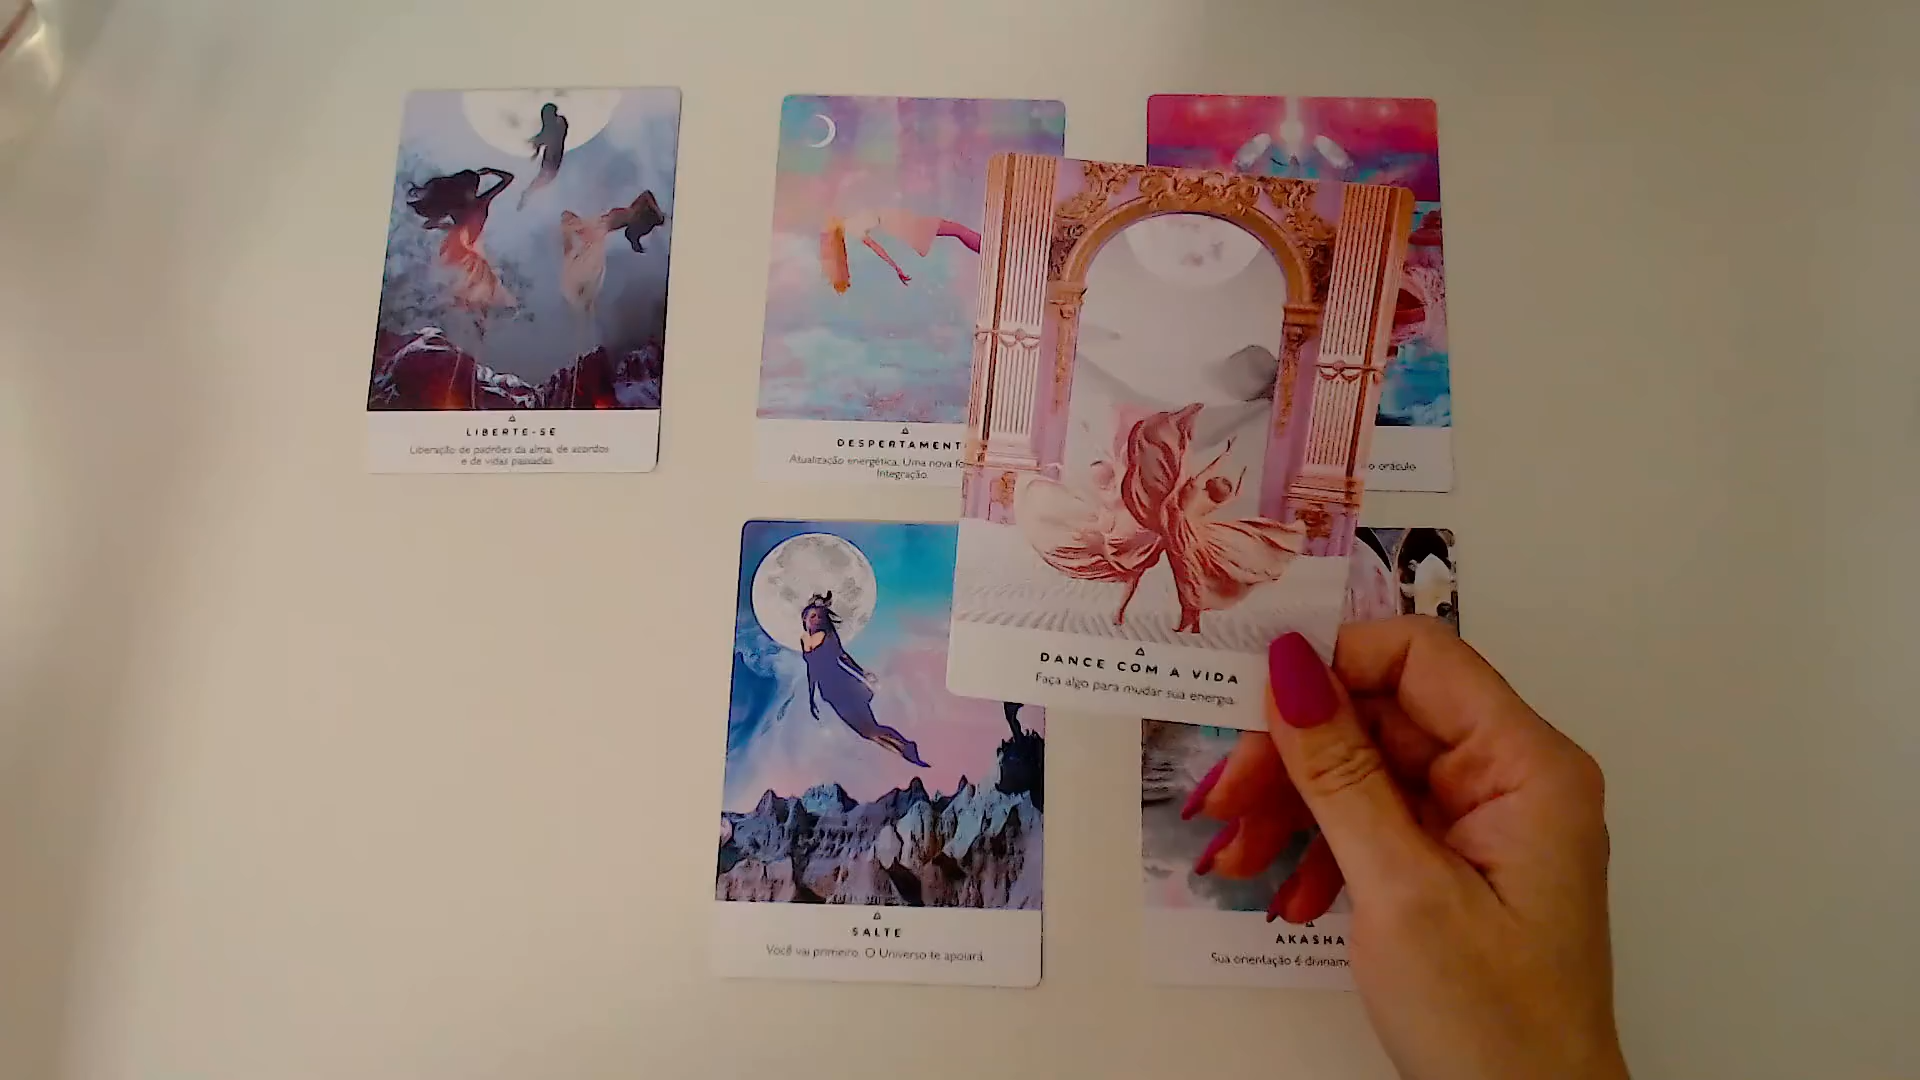 LIBERTE-SE
Liberação de padrões da alma, de acordos
e de vidas passadas.
DESPERTAMENT
Atualização energética. Uma nova fo
Integração.
o oráculo
DANCE COM A VIDA
Faça algo para mudar sua energia.
SALTE
Você vai primeiro. O Universo te apoiará.
AKASHA
Sua orientação é divinam